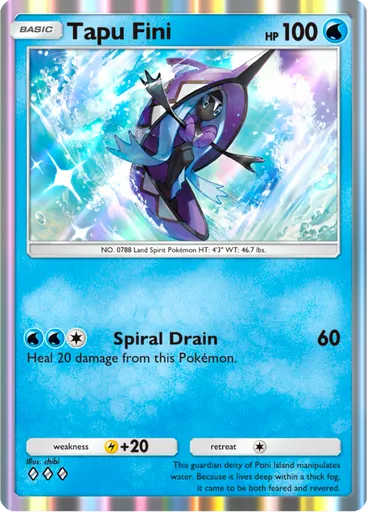 BASIC Tapu Fini HP 100
NO. 0788 Land Spirit Pokémon HT: 4'3" WT: 46.7 lbs.
Spiral Drain 60
Heal 20 damage from this Pokémon.
weakness +20 retreat
Illus. chibi
This guardian deity of Poni Island manipulates
water. Because it lives deep within a thick fog,
it came to be both feared and revered.